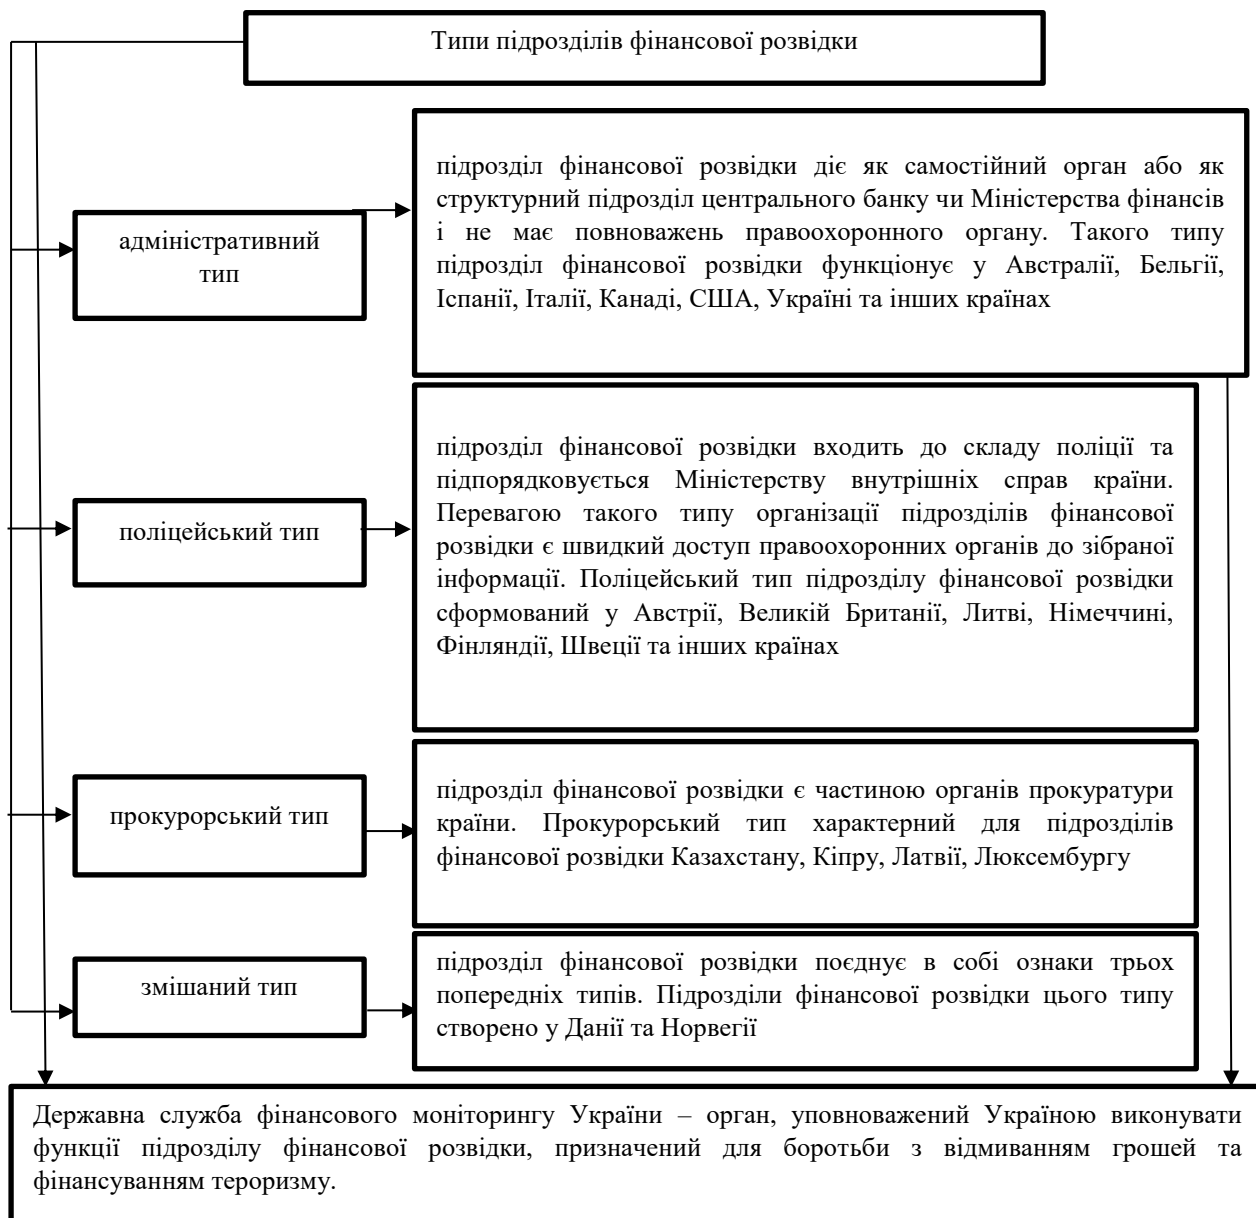 Типи підрозділів фінансової розвідки
адміністративний
тип
підрозділ фінансової розвідки діє як самостійний орган або як
структурний підрозділ центрального банку чи Міністерства фінансів
і не має повноважень правоохоронного органу. Такого типу
підрозділ фінансової розвідки функціонує у Австралії, Бельгії,
Іспанії, Італії, Канаді, США, Україні та інших країнах
поліцейський тип
підрозділ фінансової розвідки входить до складу поліції та
підпорядковується Міністерству внутрішніх справ країни.
Перевагою такого типу організації підрозділів фінансової
розвідки є швидкий доступ правоохоронних органів до зібраної
інформації. Поліцейський тип підрозділу фінансової розвідки
сформований у Австрії, Великій Британії, Литві, Німеччині,
Фінляндії, Швеції та інших країнах
прокурорський тип
підрозділ фінансової розвідки є частиною органів прокуратури
країни. Прокурорський тип характерний для підрозділів
фінансової розвідки Казахстану, Кіпру, Латвії, Люксембургу
змішаний тип
підрозділ фінансової розвідки поєднує в собі ознаки трьох
попередніх типів. Підрозділи фінансової розвідки цього типу
створено у Данії та Норвегії
Державна служба фінансового моніторингу України – орган, уповноважений Україною виконувати
функції підрозділу фінансової розвідки, призначений для боротьби з відмиванням грошей та
фінансуванням тероризму.